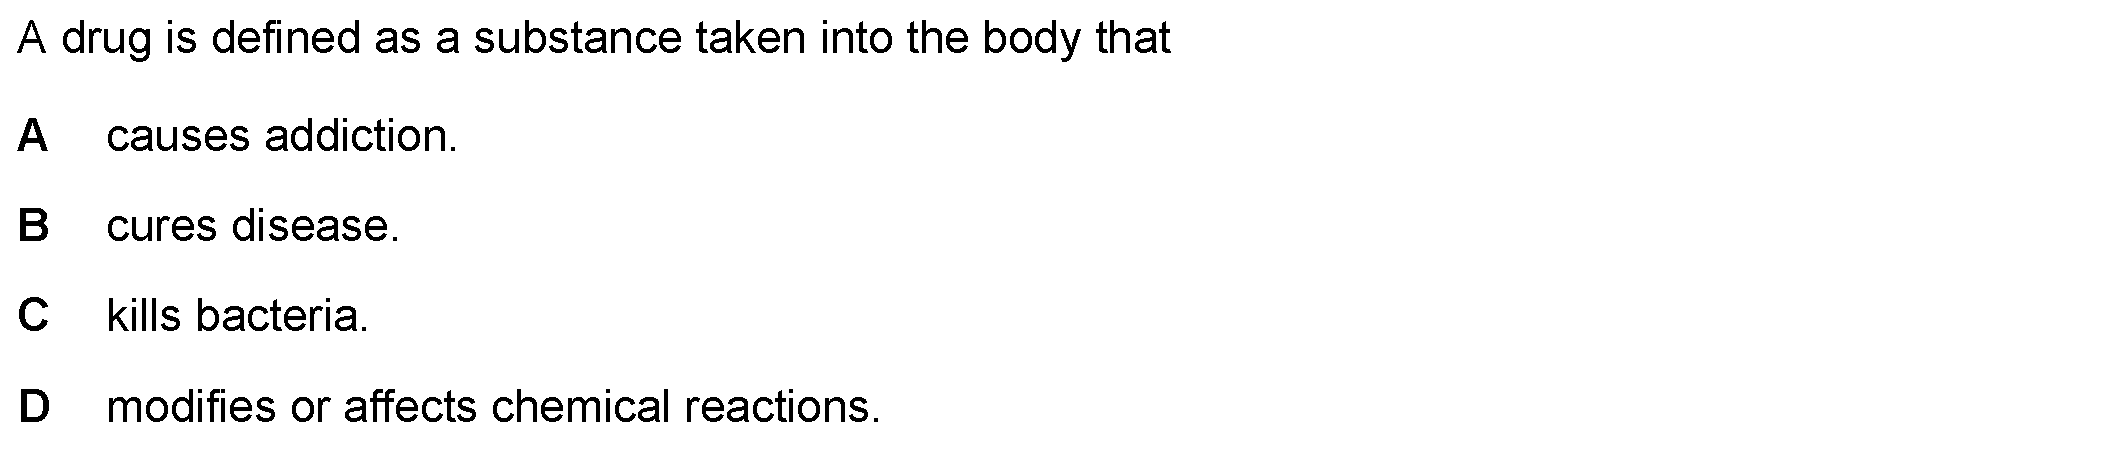 A drug is defined as a substance taken into the body that
A causes addiction.
B cures disease.
C kills bacteria.
D modifies or affects chemical reactions.